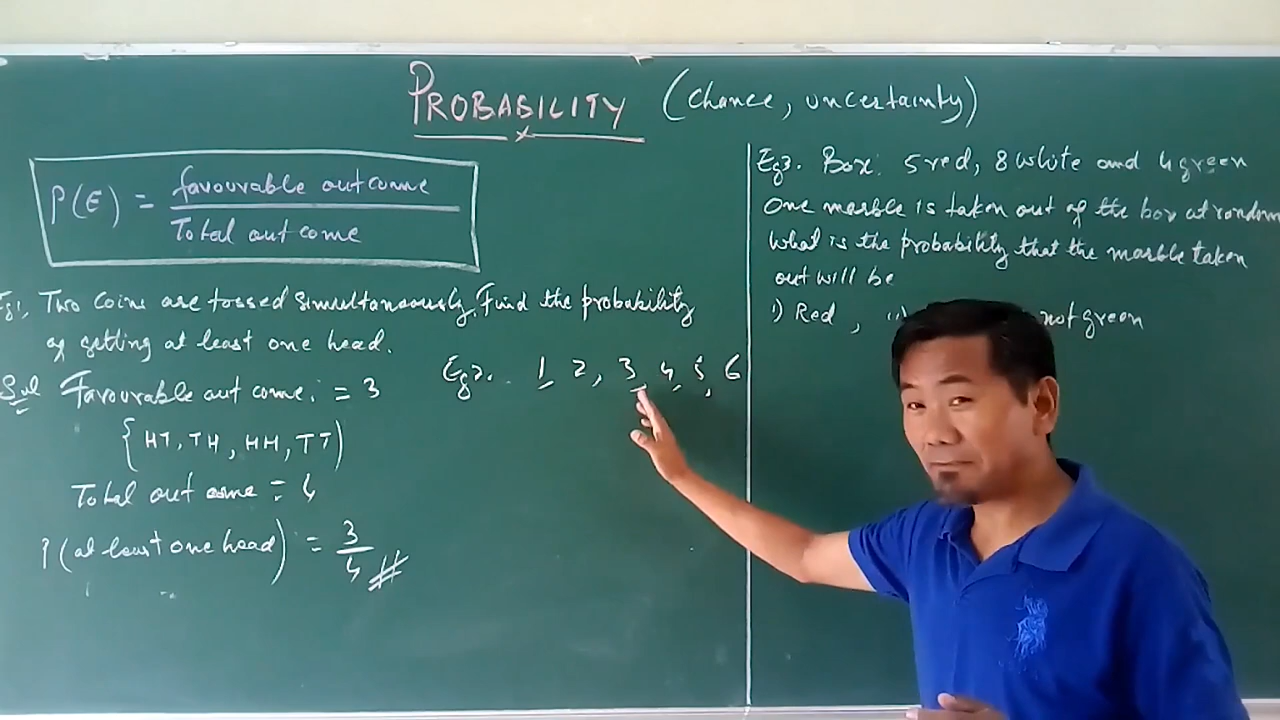 PROBABILITY (Chance, uncertainty)
P(E) = favourable outcome / Total outcome
Eg1. Two coins are tossed simultaneously. Find the probability
of getting at least one head.
Sol Favourable outcome: = 3
{HT, TH, HH, TT)
Total outcome = 4
P(at least one head) = 3/4
Eg2. 1 2, 3 4, 5, 6
Eg3. Box: 5 red, 8 white and 4 green
One marble is taken out of the box at random
What is the probability that the marble taken
out will be
i) Red, ii) not green